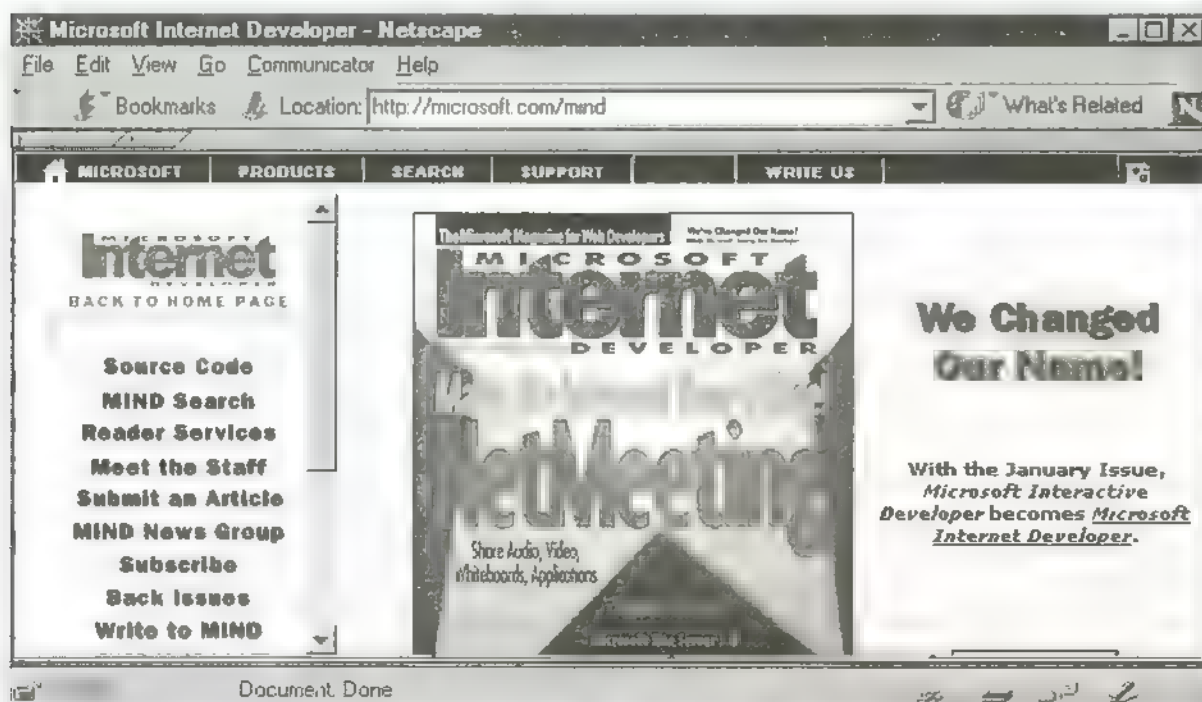 Microsoft Internet Developer - Netscape
File Edit View Go Communicator Help
Bookmarks Location: http://microsoft.com/mind What's Related N
MICROSOFT PRODUCTS SEARCH SUPPORT WRITE US
MICROSOFT
Internet
DEVELOPER
BACK TO HOME PAGE
Source Code
MIND Search
Reader Services
Meet the Staff
Submit an Article
MIND News Group
Subscribe
Back Issues
Write to MIND
The Microsoft Magazine for Web Developers
We've Changed Our Name!
MICROSOFT
Internet
DEVELOPER
NetMeeting
Share Audio, Video,
Whiteboards, Applications
We Changed
Our Name!
With the January Issue,
Microsoft Interactive
Developer becomes Microsoft
Internet Developer.
Document: Done